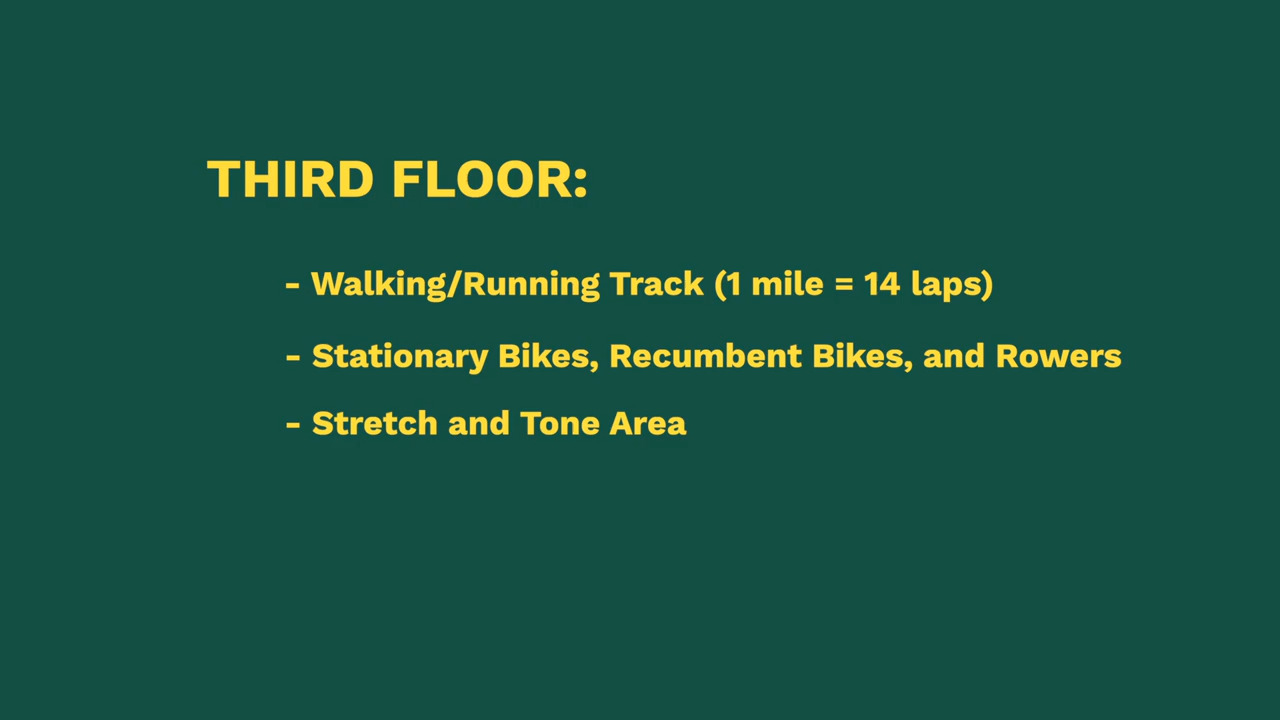 THIRD FLOOR:
- Walking/Running Track (1 mile = 14 laps)
- Stationary Bikes, Recumbent Bikes, and Rowers
- Stretch and Tone Area